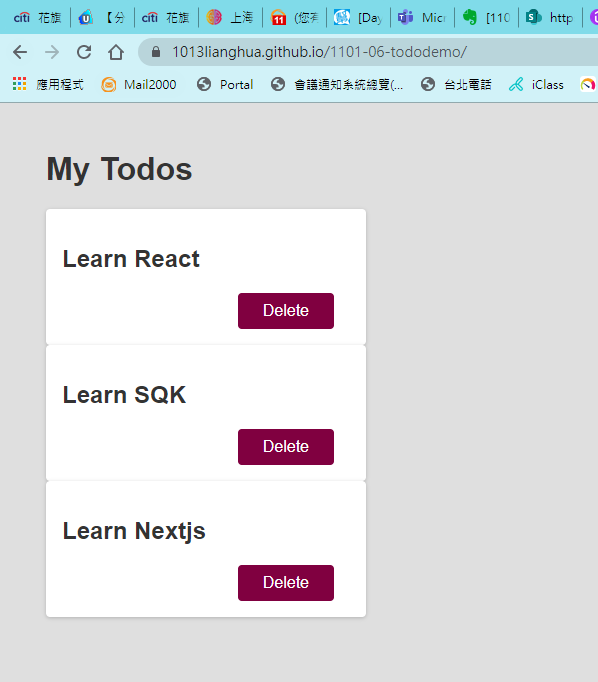 citi 花旗 【分 citi 花旗 上海 11 (您有 [Day Micr [110 S http
1013lianghua.github.io/1101-06-tododemo/
應用程式 Mail2000 Portal 會議通知系統總覽(... 台北電話 iClass
My Todos
Learn React
Delete
Learn SQK
Delete
Learn Nextjs
Delete